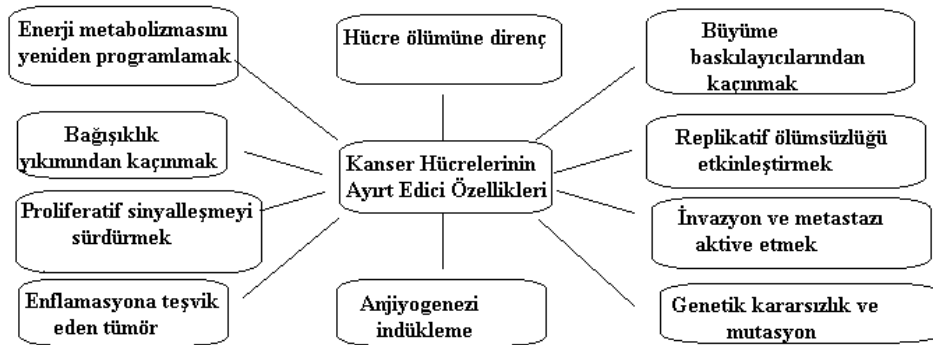 Enerji metabolizmasını
yeniden programlamak
Hücre ölümüne direnç
Büyüme
baskılayıcılarından
kaçınmak
Bağışıklık
yıkımından kaçınmak
Kanser Hücrelerinin
Ayırt Edici Özellikleri
Replikatif ölümsüzlüğü
etkinleştirmek
Proliferatif sinyalleşmeyi
sürdürmek
İnvazyon ve metastazı
aktive etmek
Enflamasyona teşvik
eden tümör
Anjiyogenezi
indükleme
Genetik kararsızlık ve
mutasyon